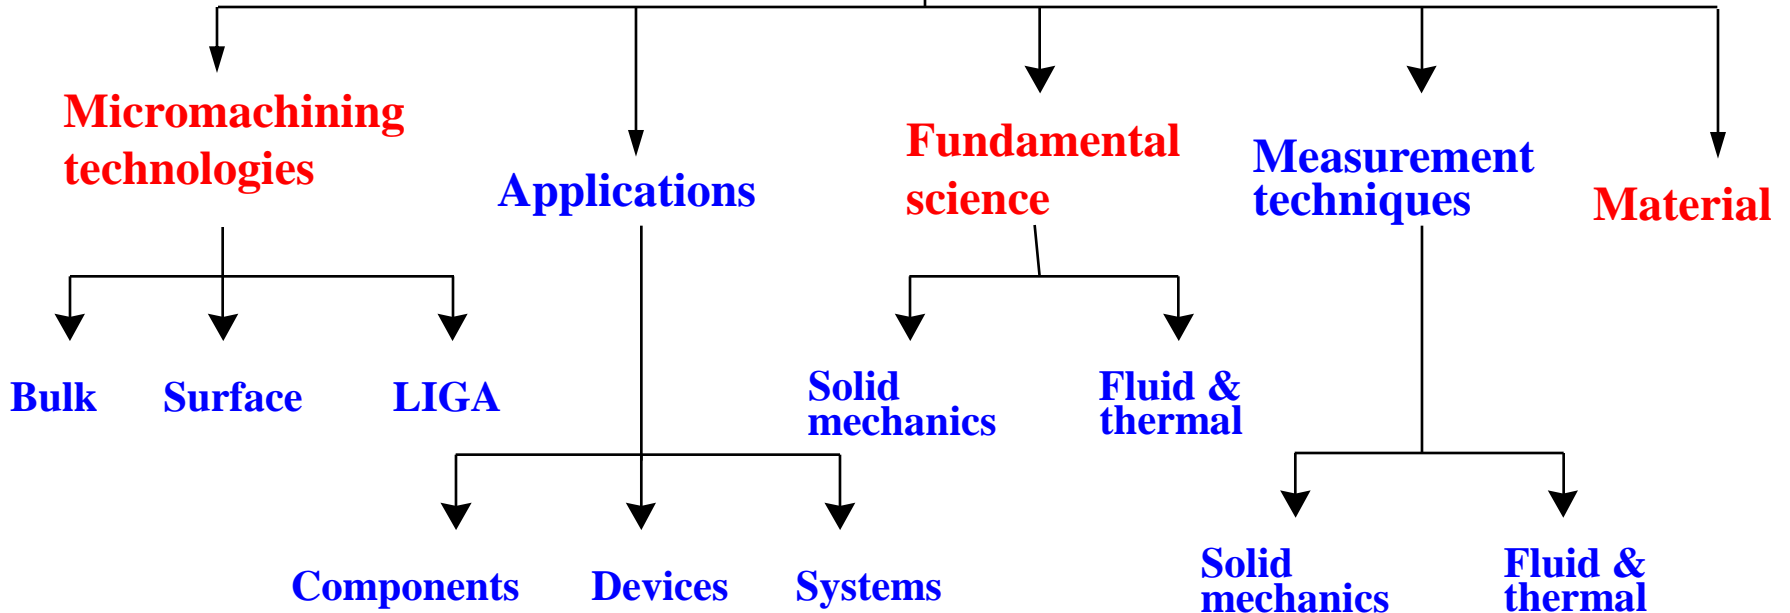 Micromachining
technologies
Applications
Fundamental
science
Measurement
techniques
Material
Bulk
Surface
LIGA
Solid
mechanics
Fluid &
thermal
Components
Devices
Systems
Solid
mechanics
Fluid &
thermal